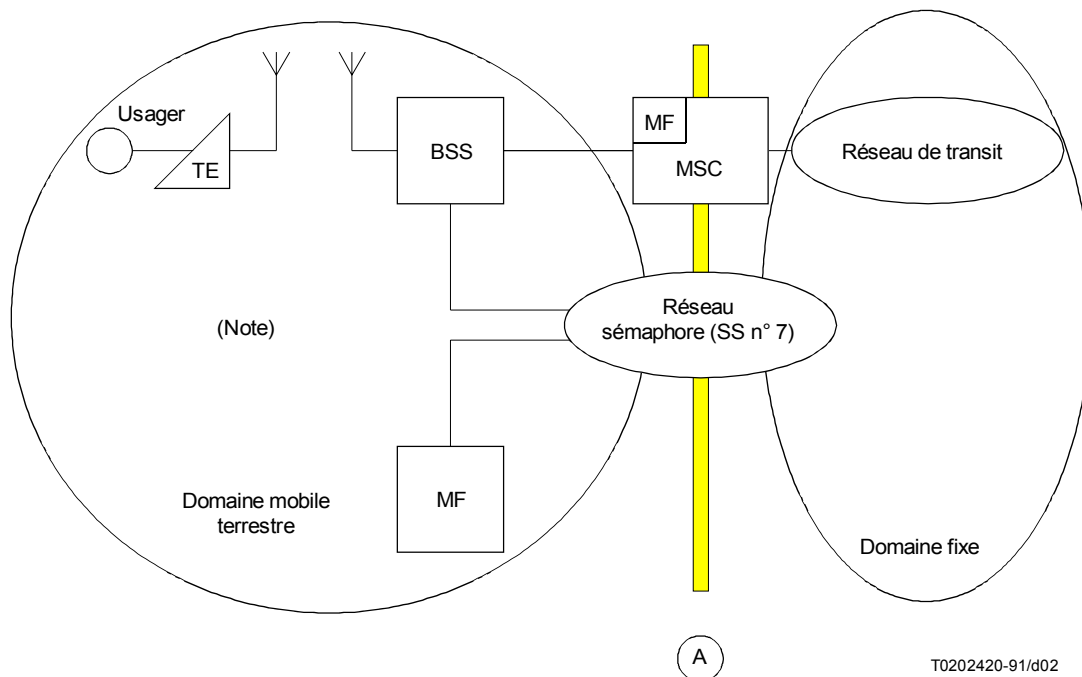 Usager
TE
BSS
MF
MSC
Réseau de transit
Réseau
sémaphore (SS n° 7)
(Note)
Domaine mobile
terrestre
MF
Domaine fixe
A
T0202420-91/d02